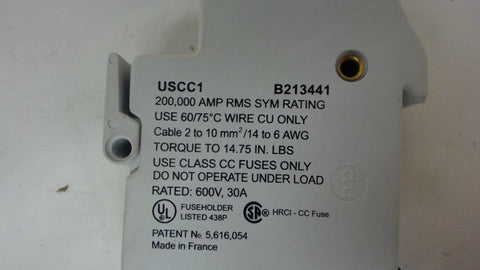 USCC1 B213441
200,000 AMP RMS SYM RATING
USE 60/75°C WIRE CU ONLY
Cable 2 to 10 mm²/14 to 6 AWG
TORQUE TO 14.75 IN. LBS
USE CLASS CC FUSES ONLY
DO NOT OPERATE UNDER LOAD
RATED: 600V, 30A
UL FUSEHOLDER LISTED 438P SA HRCI - CC Fuse
PATENT No. 5,616,054
Made in France